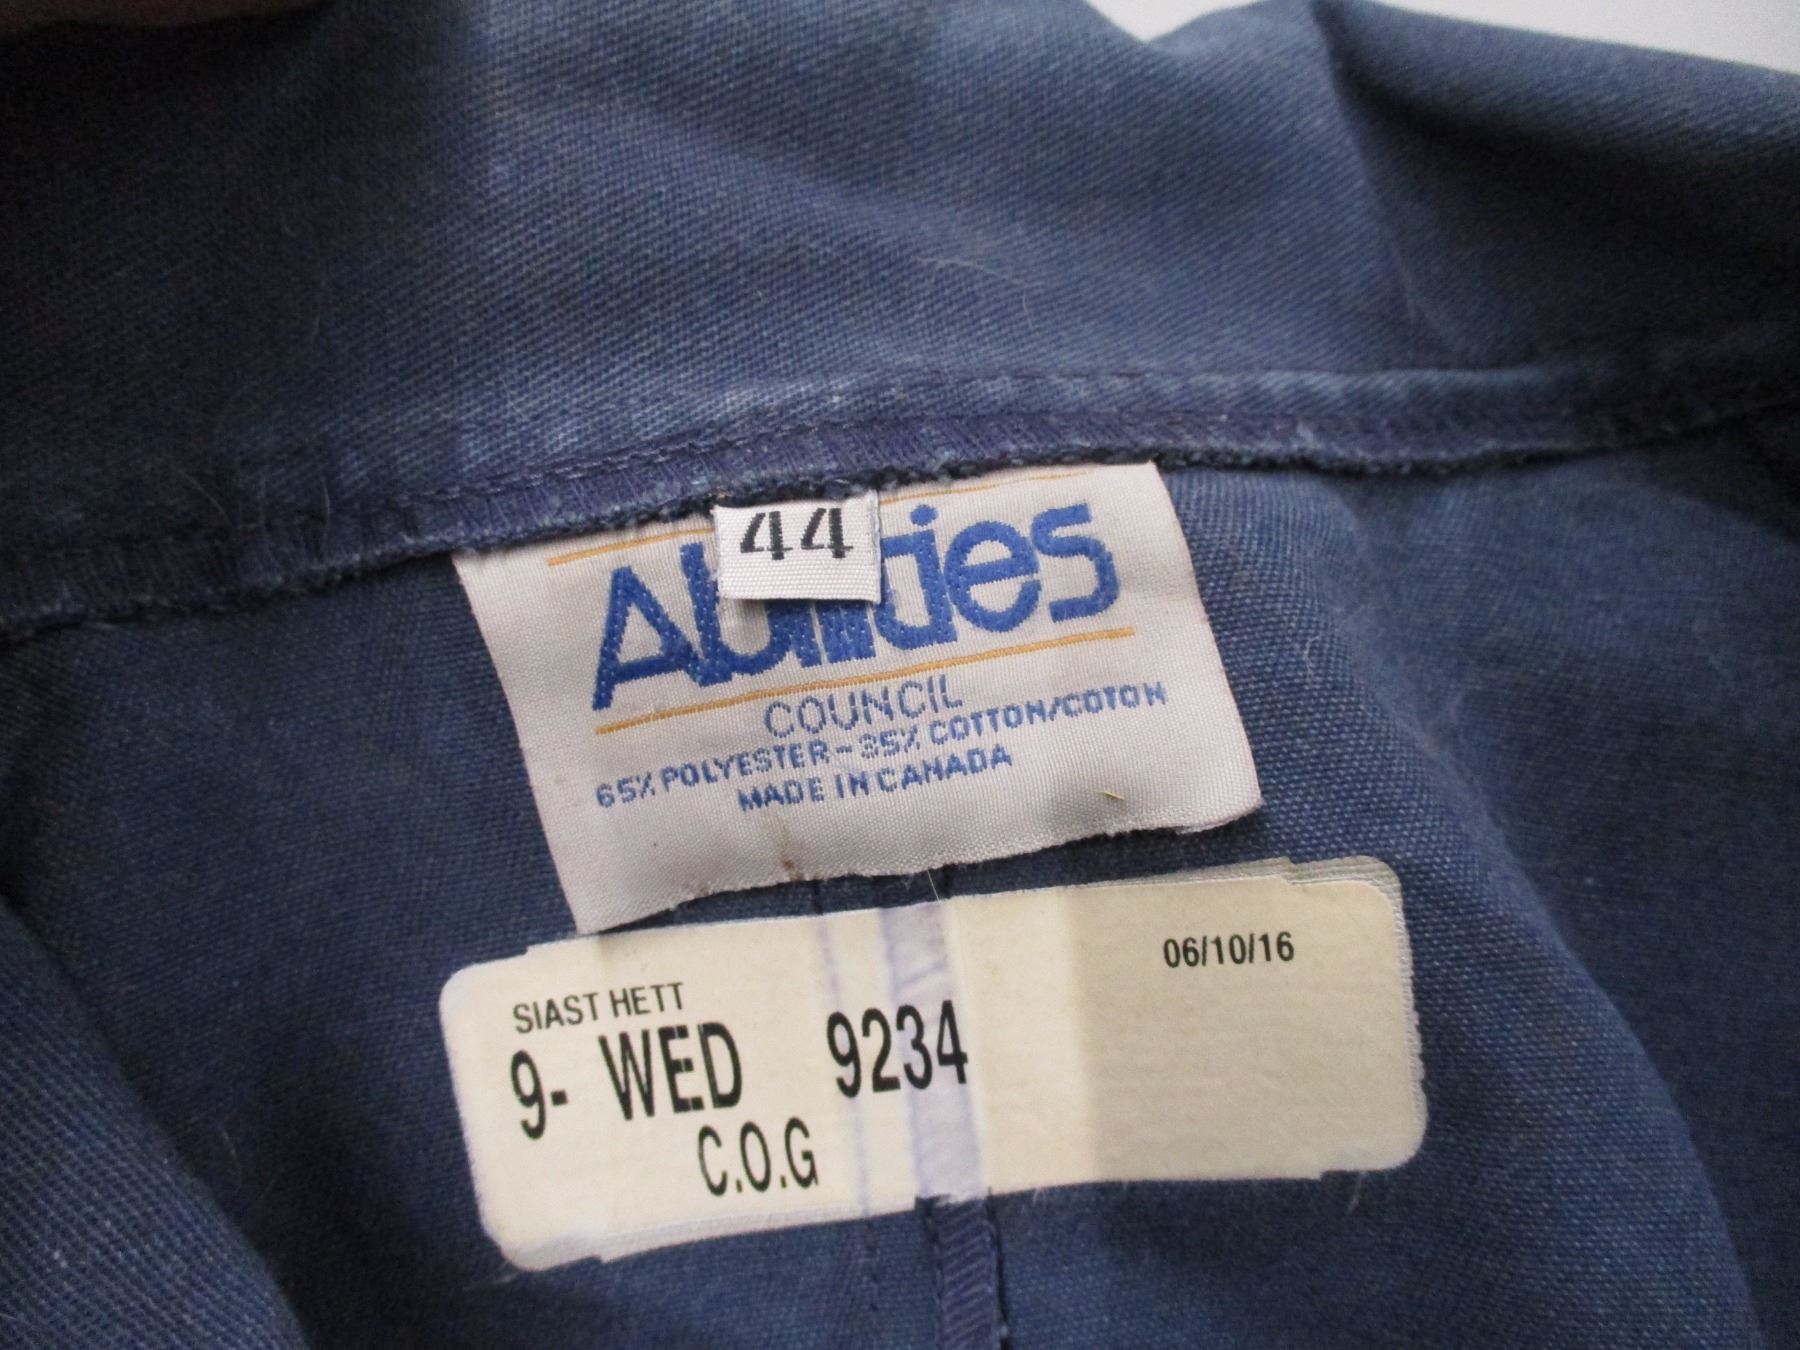 44
Abilities
COUNCIL
65% POLYESTER-35% COTTON/COTON
MADE IN CANADA
SIAST HETT 06/10/16
9- WED 9234
C.O.G